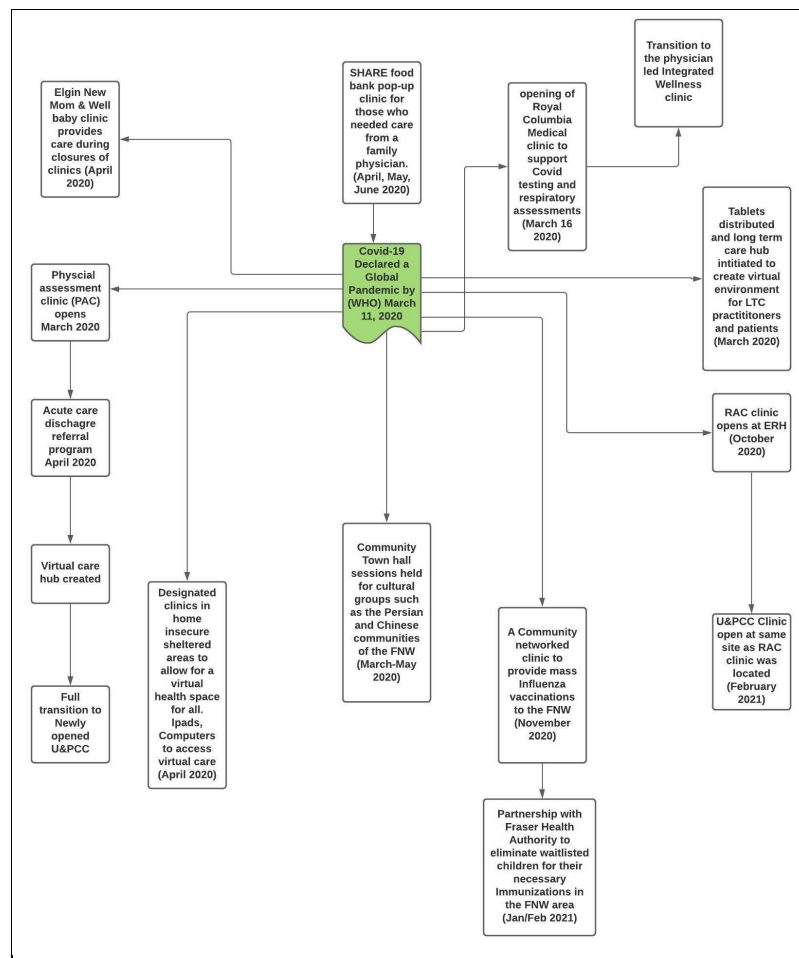 Transition to
the physician
led Integrated
Wellness
clinic
SHARE food
bank pop-up
clinic for
those who
needed care
from a
family
physician.
(April, May,
June 2020)
Elgin New
Mom & Well
baby clinic
provides
care during
closures of
clinics (April
2020)
opening of
Royal
Columbia
Medical
clinic to
support
Covid
testing and
respiratory
assessments
(March 16
2020)
Tablets
distributed
and long term
care hub
intitiated to
create virtual
environment
for LTC
practititoners
and patients
(March 2020)
Covid-19
Declared a
Global
Pandemic by
(WHO) March
11, 2020
Physcial
assessment
clinic (PAC)
opens
March 2020
Acute care
dischagre
referral
program
April 2020
RAC clinic
opens at ERH
(October
2020)
Virtual care
hub created
Community
Town hall
sessions held
for cultural
groups such
as the Persian
and Chinese
communities
of the FNW
(March-May
2020)
Designated
clinics in
home
insecure
sheltered
areas to
allow for a
virtual
health space
for all.
Ipads,
Computers
to access
virtual care
(April 2020)
A Community
networked
clinic to
provide mass
Influenza
vaccinations
to the FNW
(November
2020)
U&PCC Clinic
open at same
site as RAC
clinic was
located
(February
2021)
Full
transition to
Newly
opened
U&PCC
Partnership with
Fraser Health
Authority to
eliminate waitlisted
children for their
necessary
Immunizations in
the FNW area
(Jan/Feb 2021)